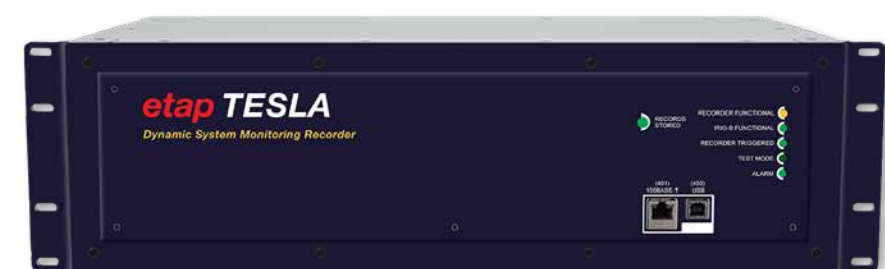 etap TESLA
Dynamic System Monitoring Recorder
RECORDS
STORED
RECORDER FUNCTIONAL
IRIG-B FUNCTIONAL
RECORDER TRIGGERED
TEST MODE
ALARM
(401)
100BASE-T
(400)
USB